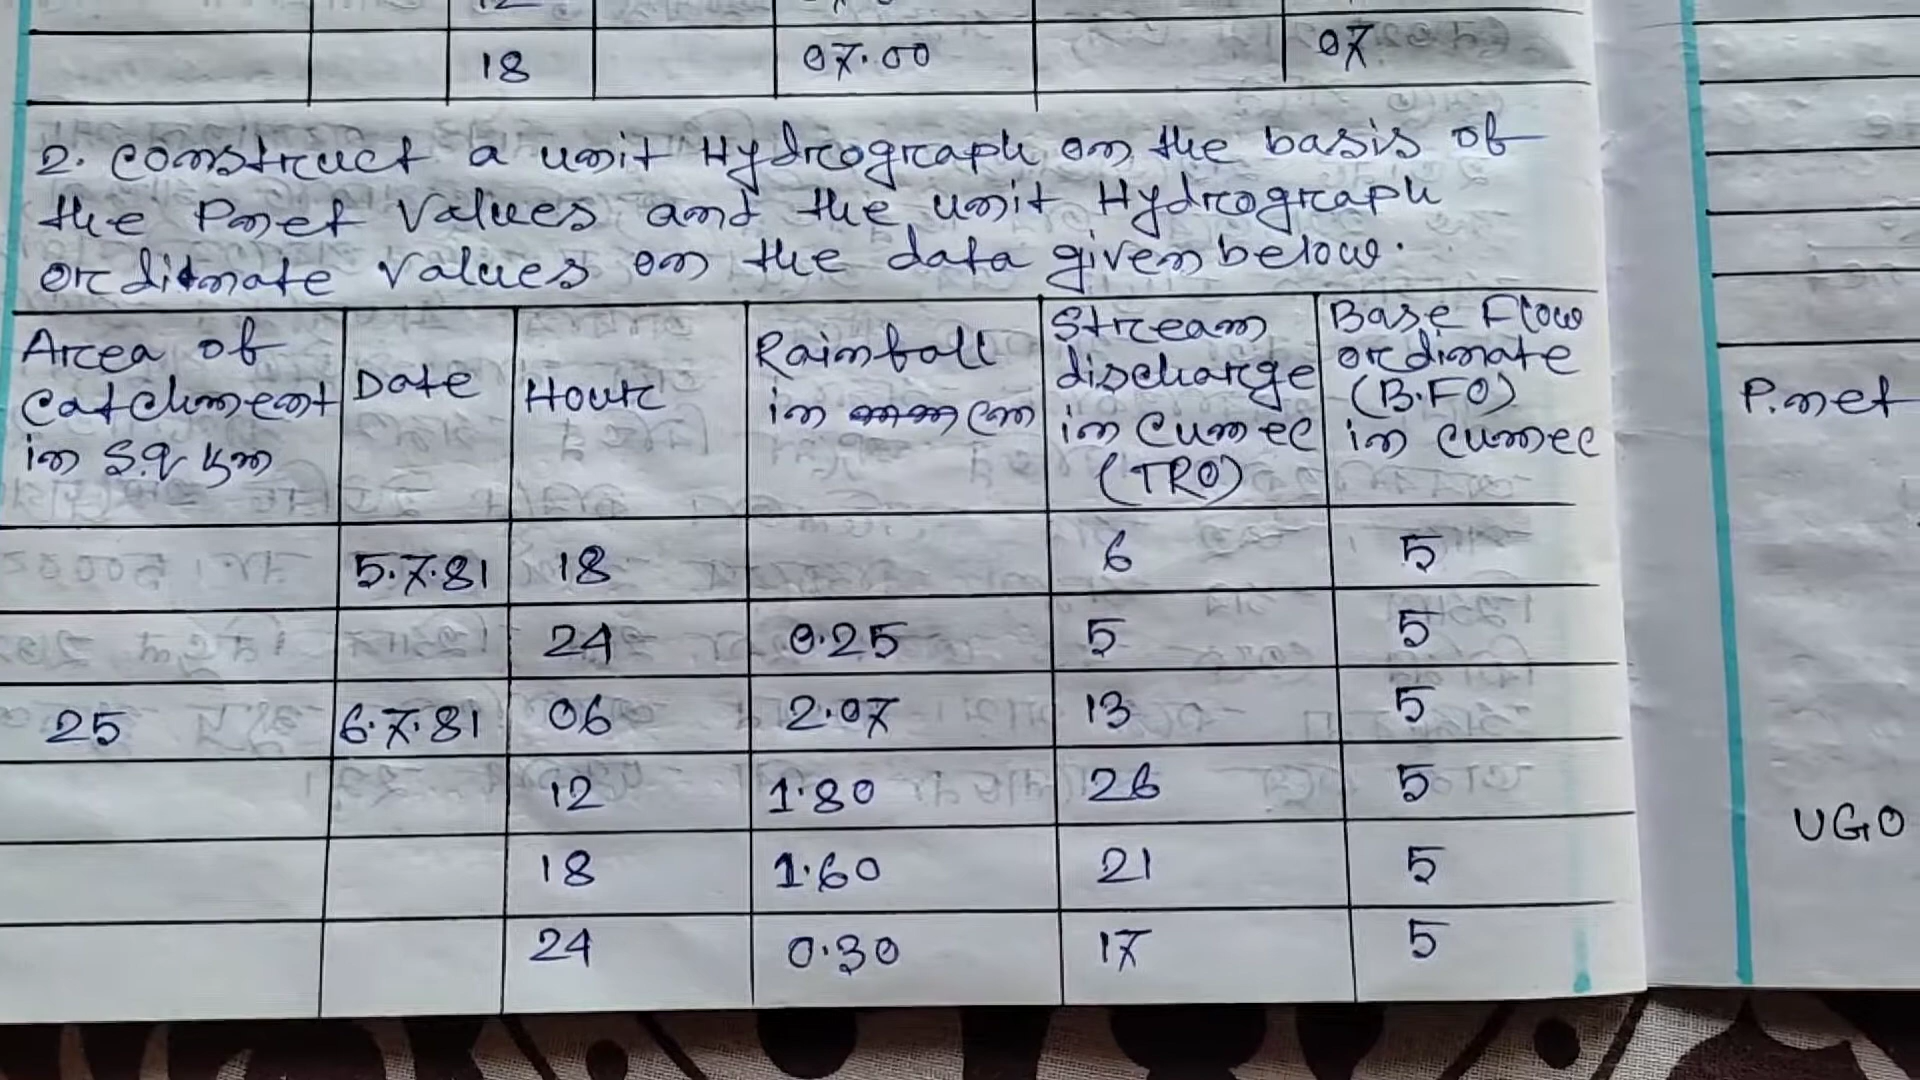 12
18 07.00 07
2. construct a unit Hydrograph on the basis of
the Pnet values and the unit Hydrograph
orditnate values on the data given below.
Area of Catchment in S.q km | Date | Hour | Rainfall in cm | Stream discharge in Cumec (TRO) | Base Flow ordinate (B.FO) in cumec
5.7.81 18 6 5
24 0.25 5 5
25 6.7.81 06 2.07 13 5
12 1.80 26 5
18 1.60 21 5
24 0.30 17 5
P.net
UGO